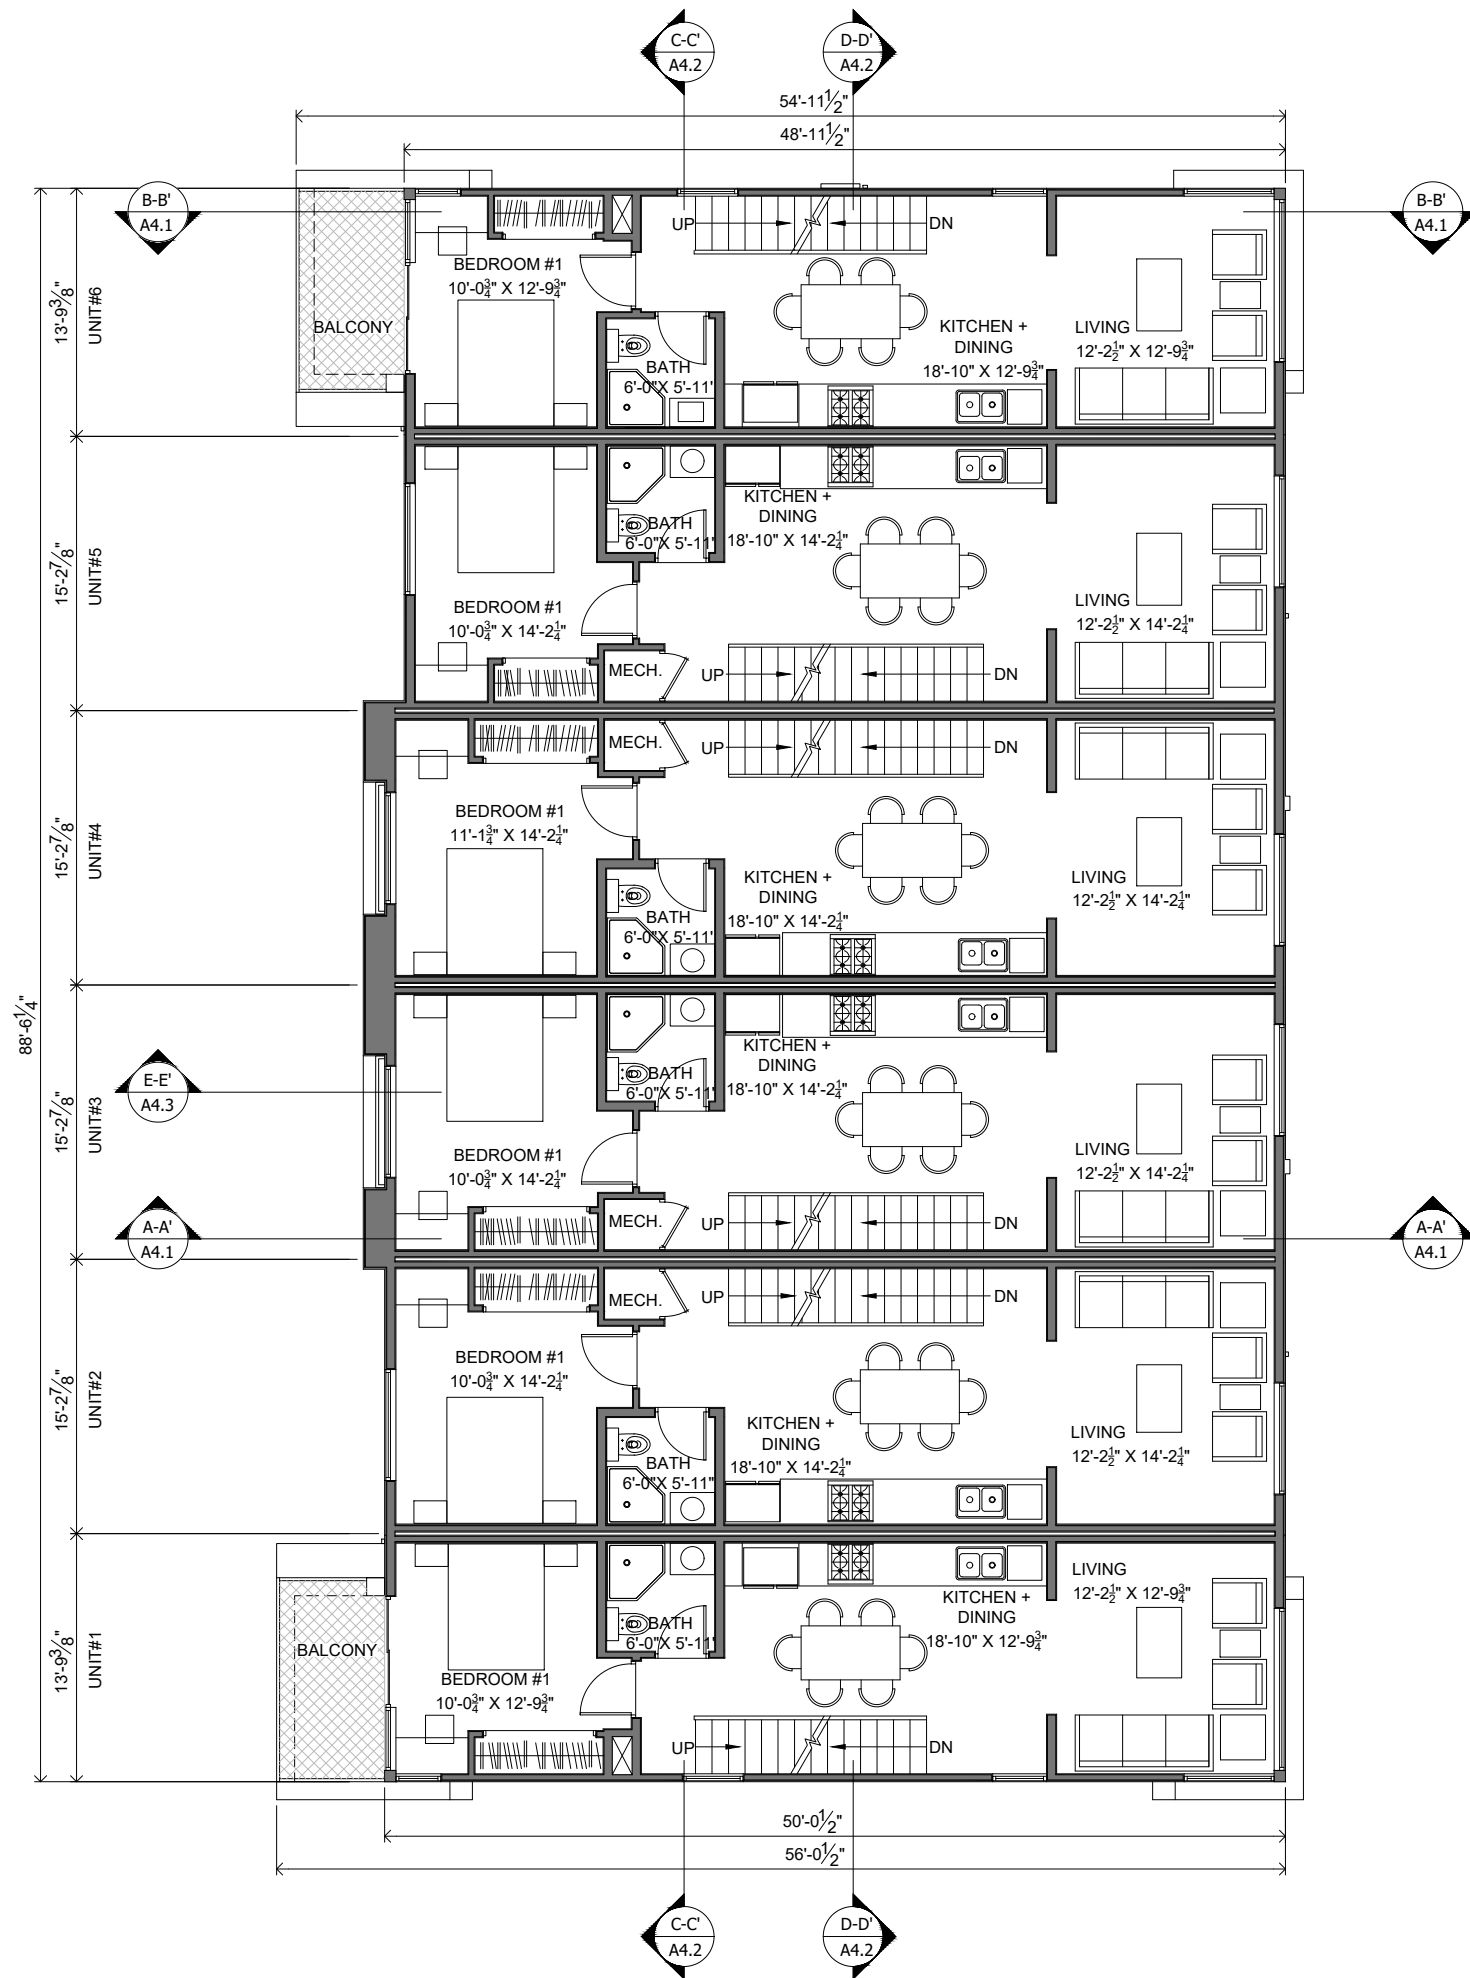 C-C'
A4.2
D-D'
A4.2
54'-11½"
48'-11½"
B-B'
A4.1
B-B'
A4.1
88'-6¼"
13'-9⅜"
UNIT#6
BALCONY
BEDROOM #1
10'-0¾" X 12'-9¾"
UP
DN
BATH
6'-0"X 5'-11"
KITCHEN +
DINING
18'-10" X 12'-9¾"
LIVING
12'-2½" X 12'-9¾"
15'-2⅞"
UNIT#5
KITCHEN +
DINING
18'-10" X 14'-2¼"
BATH
6'-0"X 5'-11"
BEDROOM #1
10'-0¾" X 14'-2¼"
LIVING
12'-2½" X 14'-2¼"
MECH.
UP
DN
15'-2⅞"
UNIT#4
MECH.
UP
DN
BEDROOM #1
11'-1¾" X 14'-2¼"
KITCHEN +
DINING
18'-10" X 14'-2¼"
BATH
6'-0"X 5'-11"
LIVING
12'-2½" X 14'-2¼"
15'-2⅞"
UNIT#3
E-E'
A4.3
KITCHEN +
DINING
18'-10" X 14'-2¼"
BATH
6'-0"X 5'-11"
BEDROOM #1
10'-0¾" X 14'-2¼"
LIVING
12'-2½" X 14'-2¼"
MECH.
UP
DN
A-A'
A4.1
A-A'
A4.1
15'-2⅞"
UNIT#2
MECH.
UP
DN
BEDROOM #1
10'-0¾" X 14'-2¼"
KITCHEN +
DINING
18'-10" X 14'-2¼"
BATH
6'-0"X 5'-11"
LIVING
12'-2½" X 14'-2¼"
13'-9⅜"
UNIT#1
BALCONY
LIVING
12'-2½" X 12'-9¾"
KITCHEN +
DINING
18'-10" X 12'-9¾"
BATH
6'-0"X 5'-11"
BEDROOM #1
10'-0¾" X 12'-9¾"
UP
DN
50'-0½"
56'-0½"
C-C'
A4.2
D-D'
A4.2